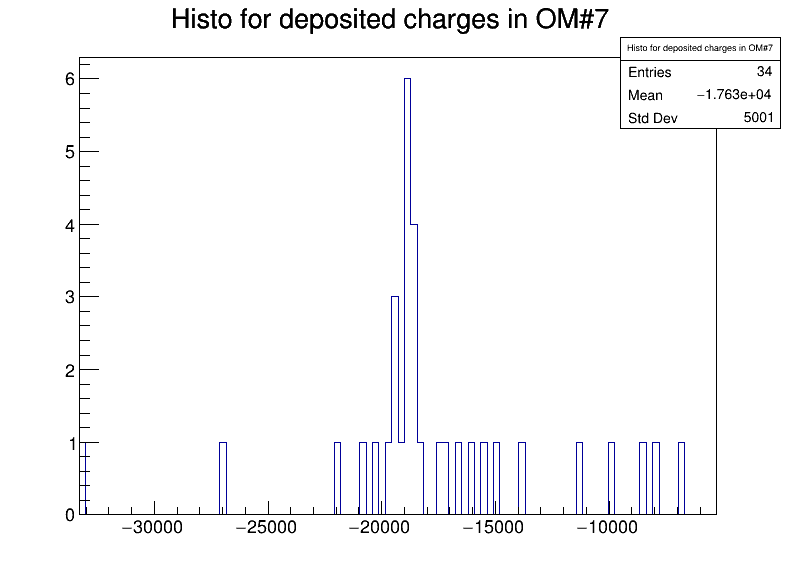 Histo for deposited charges in OM#7
Histo for deposited charges in OM#7
Entries 34
Mean −1.763e+04
Std Dev 5001
6
5
4
3
2
1
0
−30000 −25000 −20000 −15000 −10000